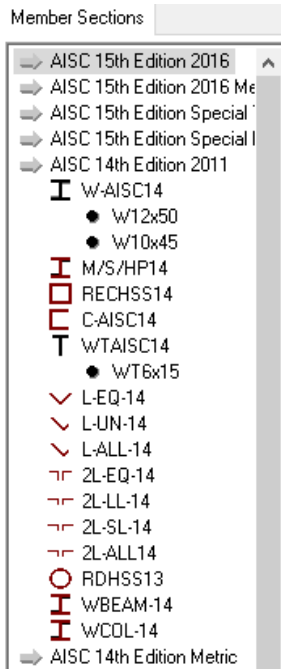 Member Sections
AISC 15th Edition 2016
AISC 15th Edition 2016 Me
AISC 15th Edition Special
AISC 15th Edition Special
AISC 14th Edition 2011
W-AISC14
W12x50
W10x45
M/S/HP14
RECHSS14
C-AISC14
WTAISC14
WT6x15
L-EQ-14
L-UN-14
L-ALL-14
2L-EQ-14
2L-LL-14
2L-SL-14
2L-ALL14
RDHSS13
WBEAM-14
WCOL-14
AISC 14th Edition Metric